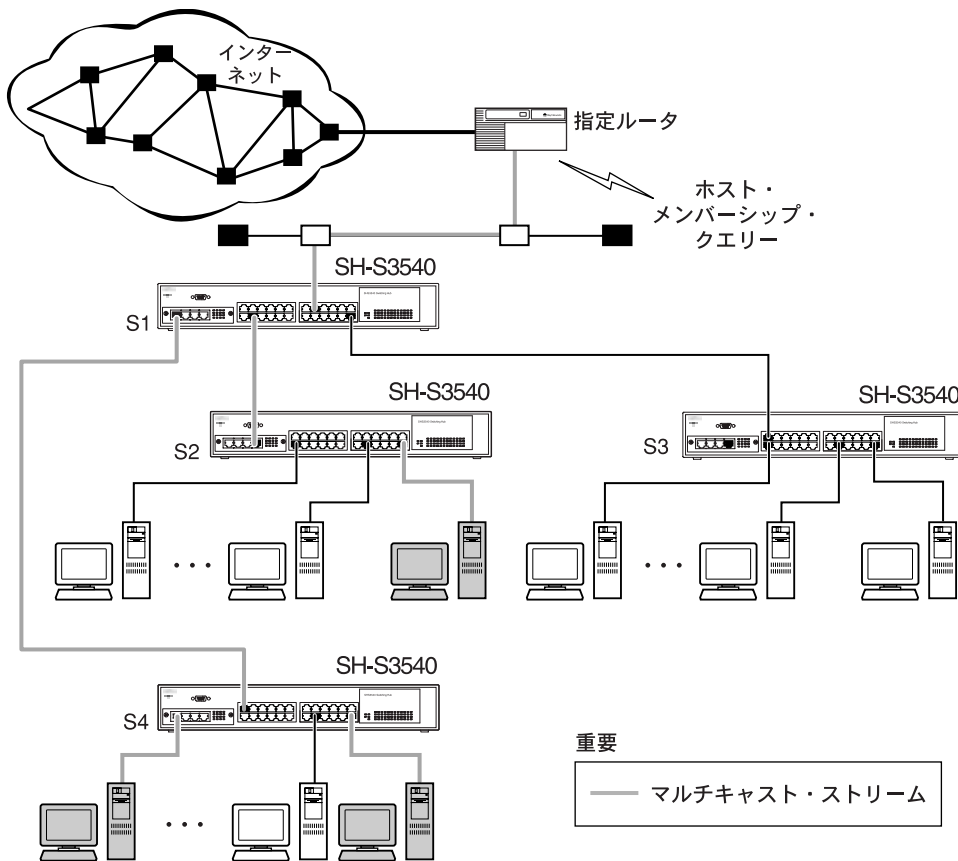 インター
ネット
指定ルータ
ホスト・
メンバーシップ・
クエリー
SH-S3540
S1
SH-S3540
S2
SH-S3540
S3
SH-S3540
S4
重要
マルチキャスト・ストリーム